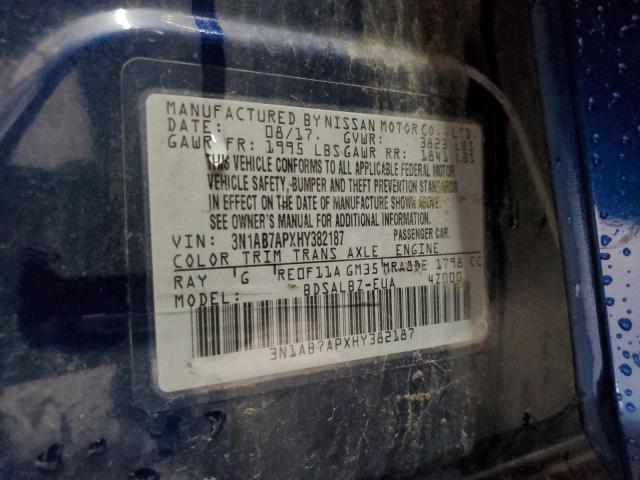 MANUFACTURED BY NISSAN MOTOR CO., LTD.
DATE: 08/17. GVWR: 3823 LBS
GAWR FR: 1995 LBS GAWR RR: 1841 LBS
THIS VEHICLE CONFORMS TO ALL APPLICABLE FEDERAL MOTOR
VEHICLE SAFETY, BUMPER AND THEFT PREVENTION STANDARDS
IN EFFECT ON THE DATE OF MANUFACTURE SHOWN ABOVE.
SEE OWNER'S MANUAL FOR ADDITIONAL INFORMATION.
VIN: 3N1AB7APXHY382187 PASSENGER CAR.
COLOR TRIM TRANS AXLE ENGINE
RAY G RE0F11A GM35 MRA8DE 1798 CC
MODEL: BDSALBZ-EUA 42000
3N1AB7APXHY382187